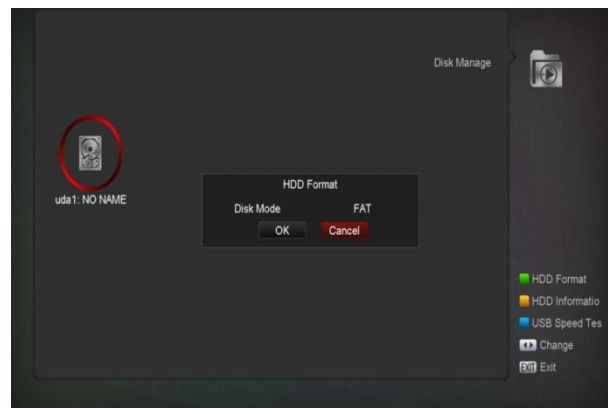 Disk Manage
uda1: NO NAME
HDD Format
Disk Mode FAT
OK Cancel
HDD Format
HDD Informatio
USB Speed Tes
Change
EXIT Exit